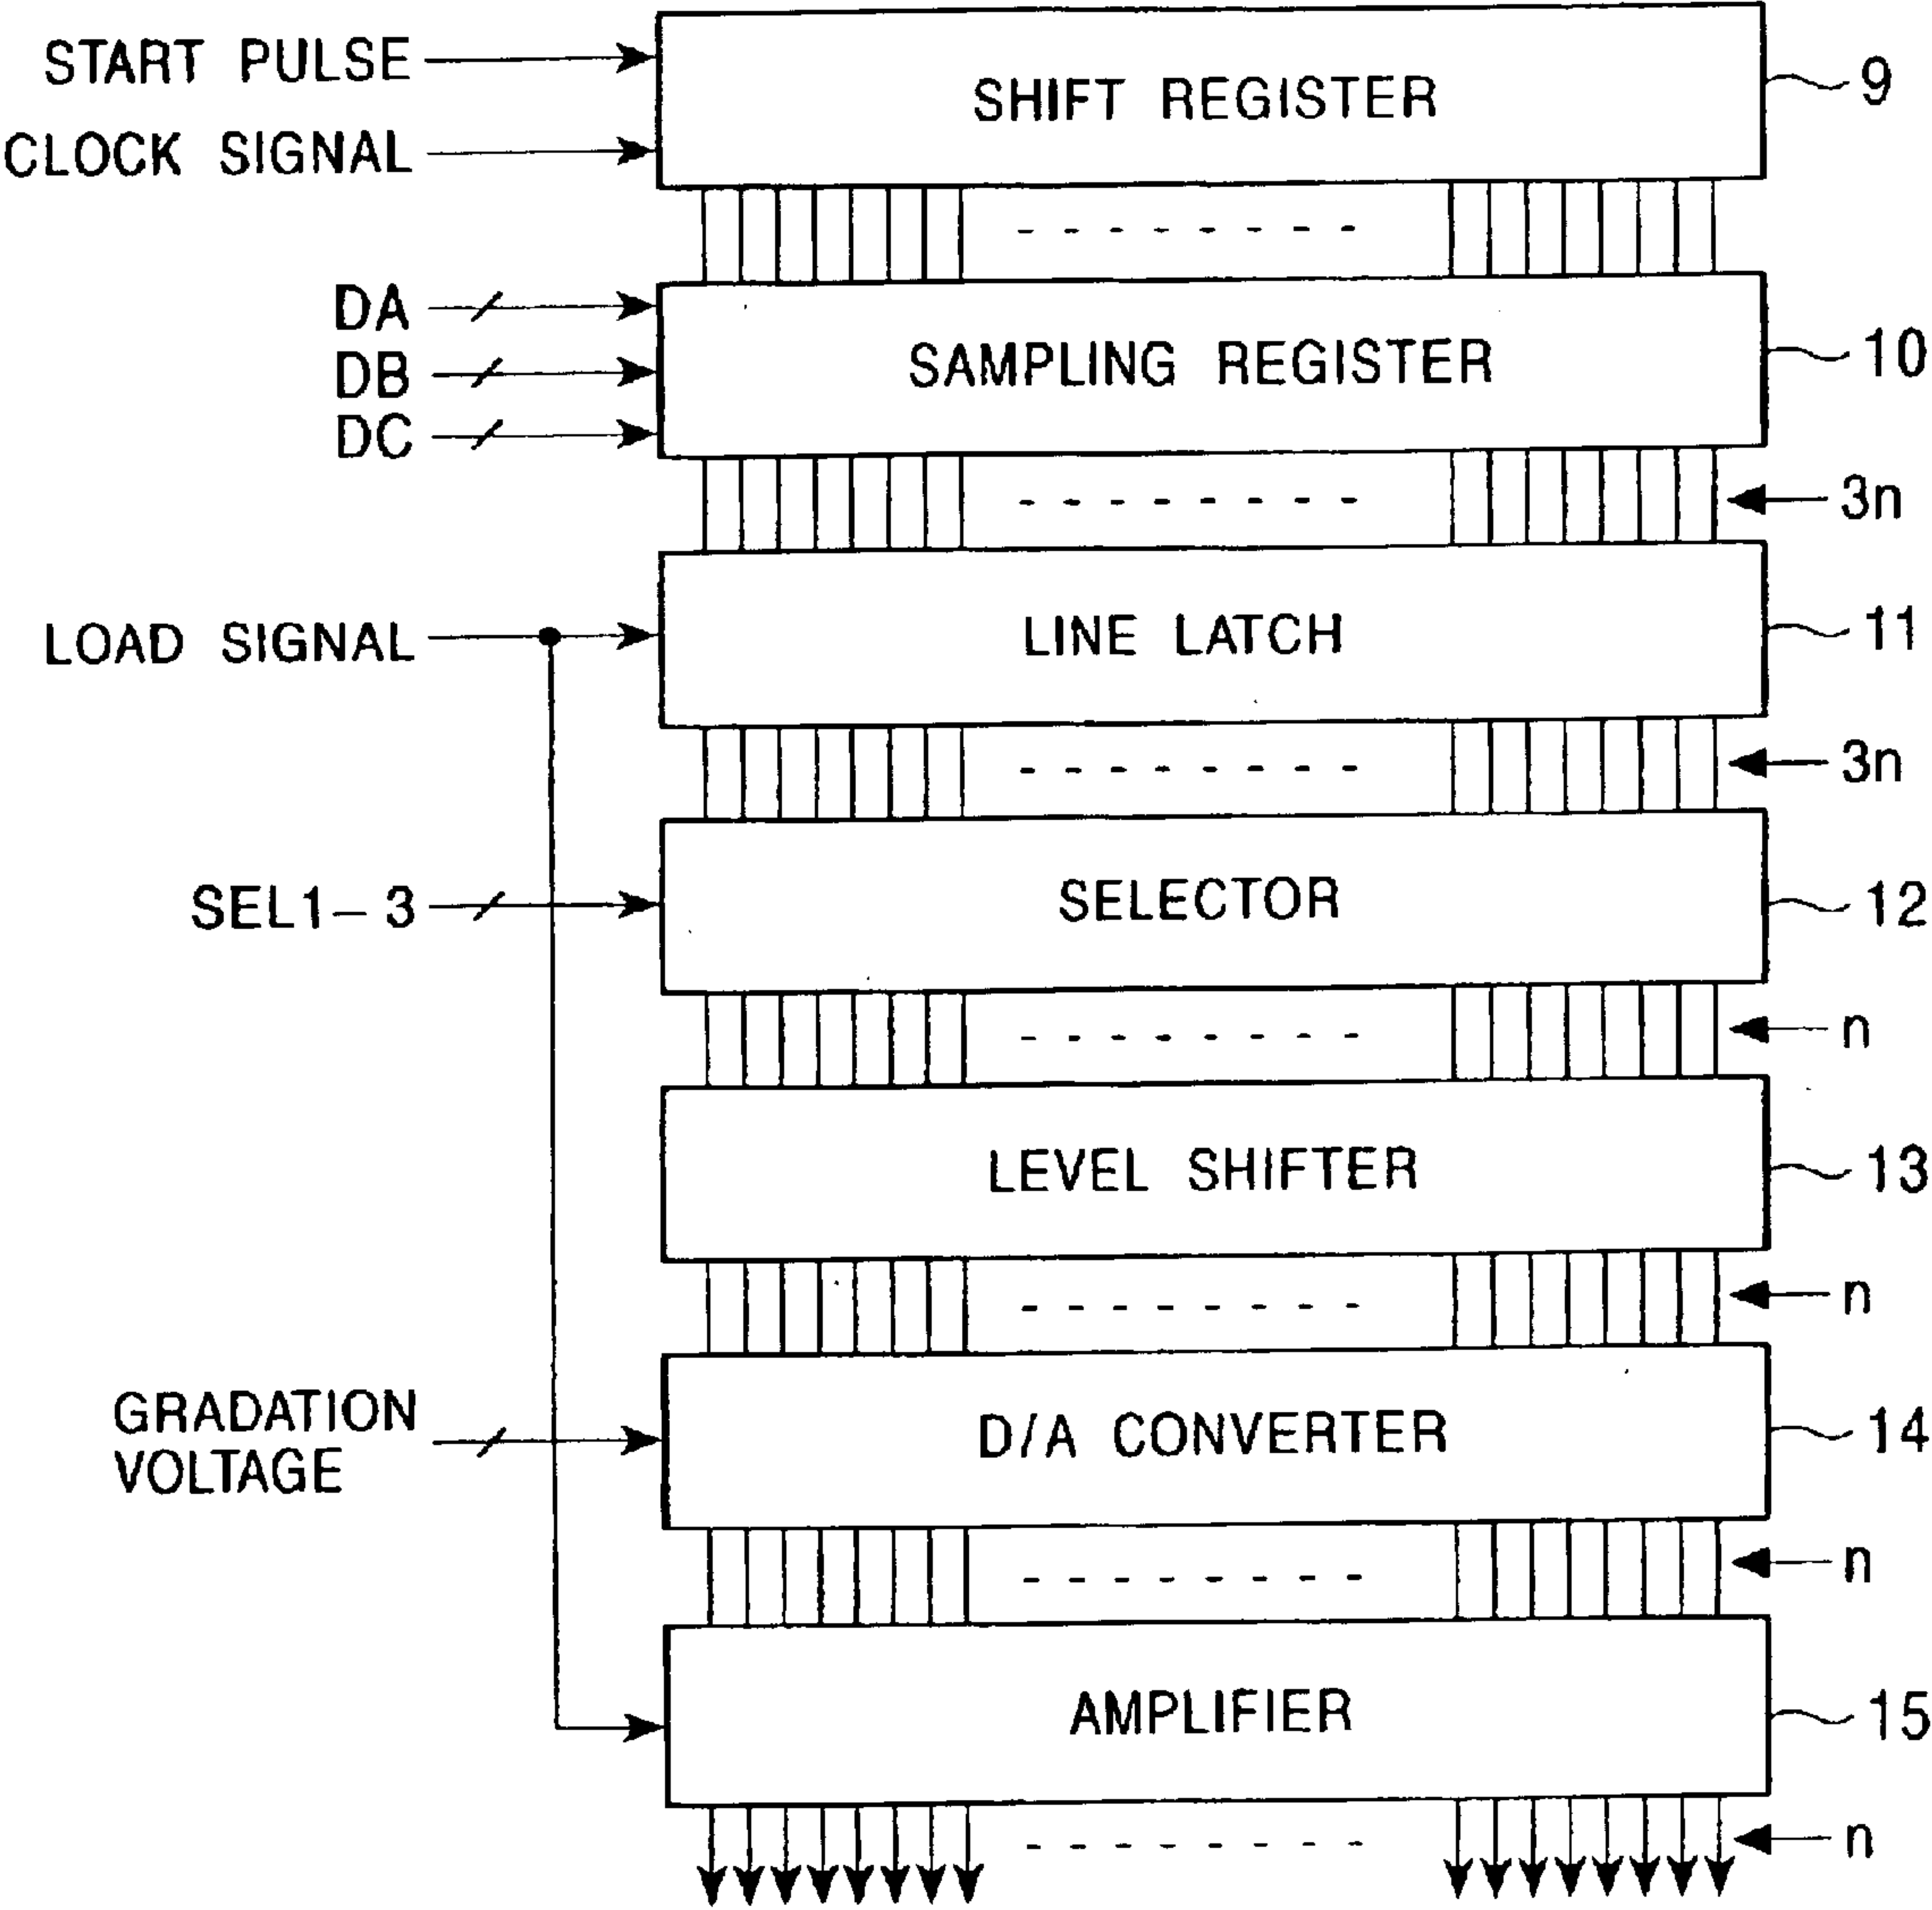 START PULSE
SHIFT REGISTER
9
CLOCK SIGNAL
DA
DB
DC
SAMPLING REGISTER
10
3n
LOAD SIGNAL
LINE LATCH
11
3n
SEL1–3
SELECTOR
12
n
LEVEL SHIFTER
13
n
GRADATION
VOLTAGE
D/A CONVERTER
14
n
AMPLIFIER
15
n